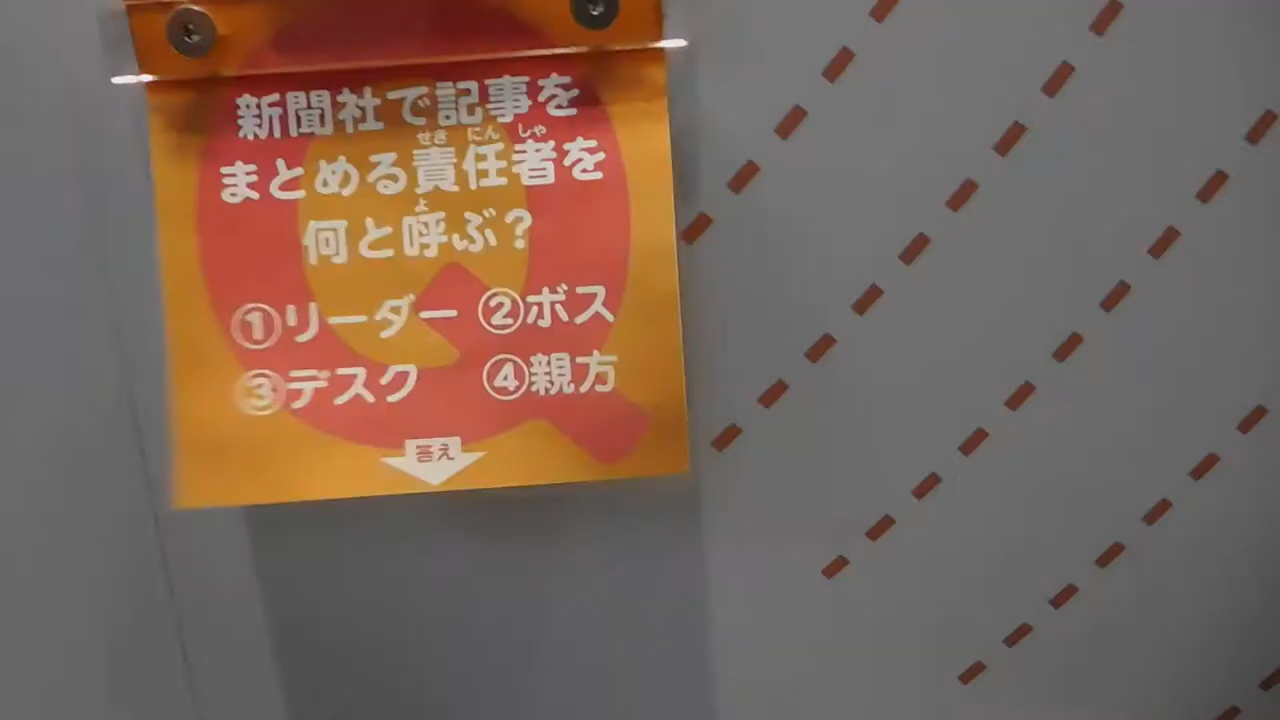 新聞社で記事を
まとめる責任者を
せきにんしゃ
何と呼ぶ?
よ
①リーダー ②ボス
③デスク ④親方
答え